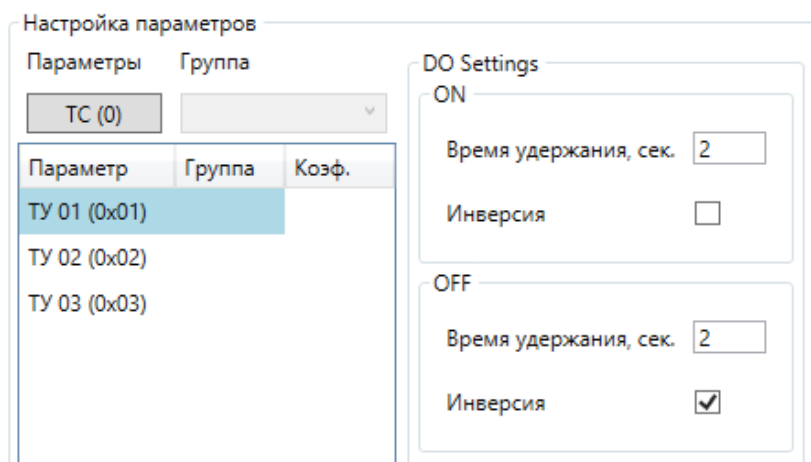 Настройка параметров
Параметры Группа
ТС (0)
Параметр Группа Коэф.
ТУ 01 (0x01)
ТУ 02 (0x02)
ТУ 03 (0x03)
DO Settings
ON
Время удержания, сек. 2
Инверсия
OFF
Время удержания, сек. 2
Инверсия